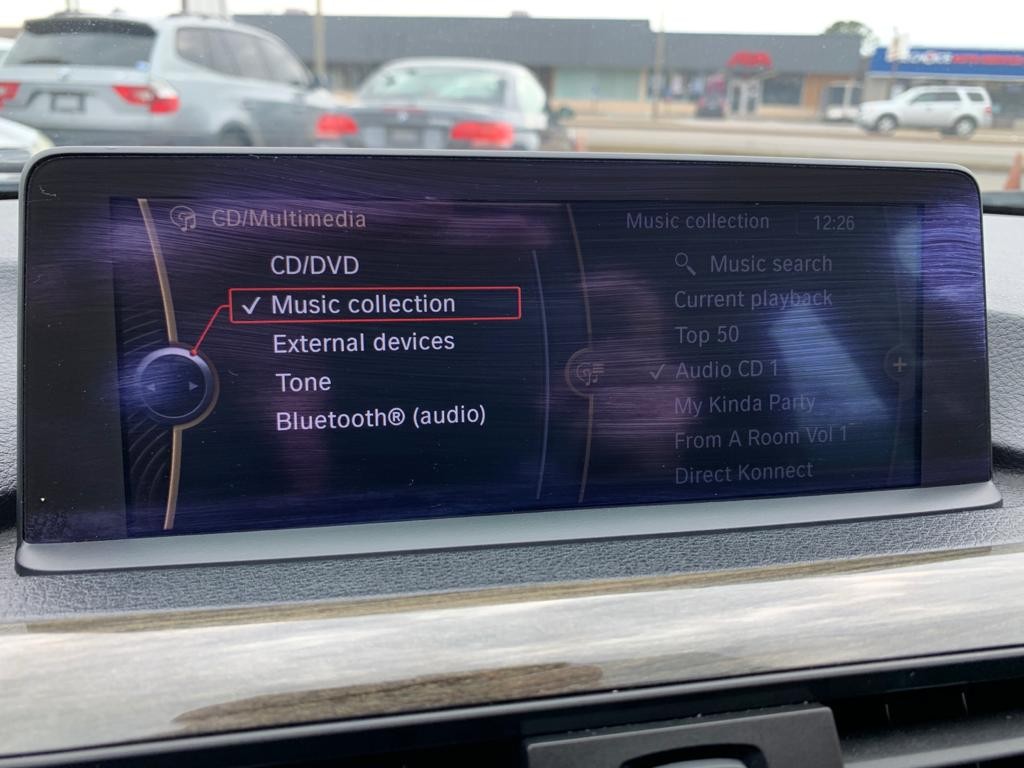 CD/Multimedia
CD/DVD
Music collection
External devices
Tone
Bluetooth® (audio)
Music collection
12:26
Music search
Current playback
Top 50
Audio CD 1
My Kinda Party
From A Room Vol 1
Direct Konnect